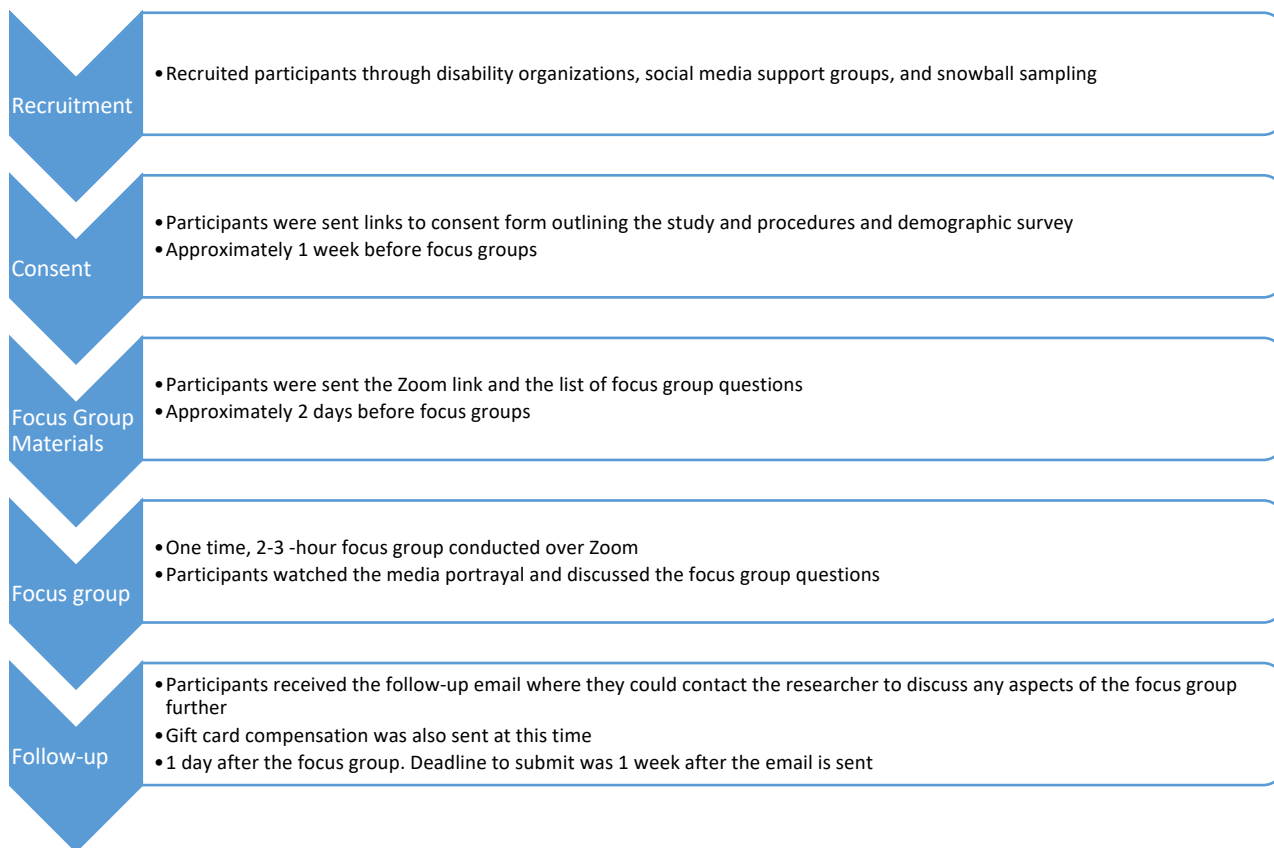 Recruitment
•Recruited participants through disability organizations, social media support groups, and snowball sampling
Consent
•Participants were sent links to consent form outlining the study and procedures and demographic survey
•Approximately 1 week before focus groups
Focus Group
Materials
•Participants were sent the Zoom link and the list of focus group questions
•Approximately 2 days before focus groups
Focus group
•One time, 2-3 -hour focus group conducted over Zoom
•Participants watched the media portrayal and discussed the focus group questions
Follow-up
•Participants received the follow-up email where they could contact the researcher to discuss any aspects of the focus group
further
•Gift card compensation was also sent at this time
•1 day after the focus group. Deadline to submit was 1 week after the email is sent